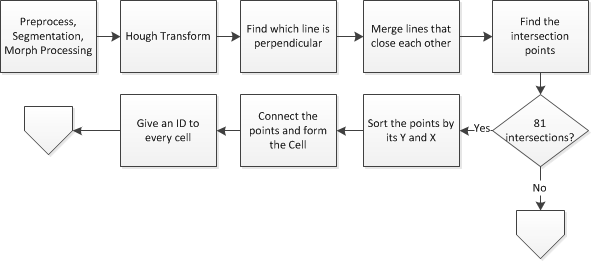 Preprocess,
Segmentation,
Morph Processing
Hough Transform
Find which line is
perpendicular
Merge lines that
close each other
Find the
intersection
points
81
intersections?
Yes
Sort the points by
its Y and X
Connect the
points and form
the Cell
Give an ID to
every cell
No